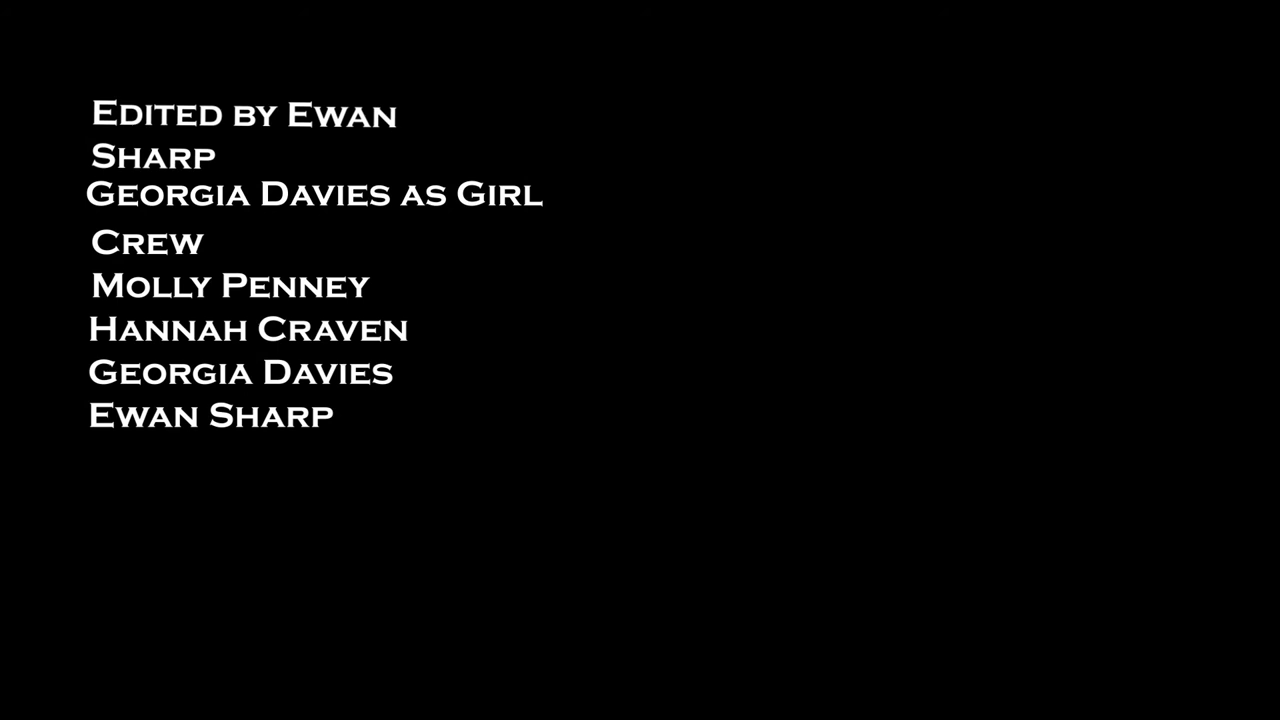 Edited by Ewan
Sharp
Georgia Davies as Girl
Crew
Molly Penney
Hannah Craven
Georgia Davies
Ewan Sharp